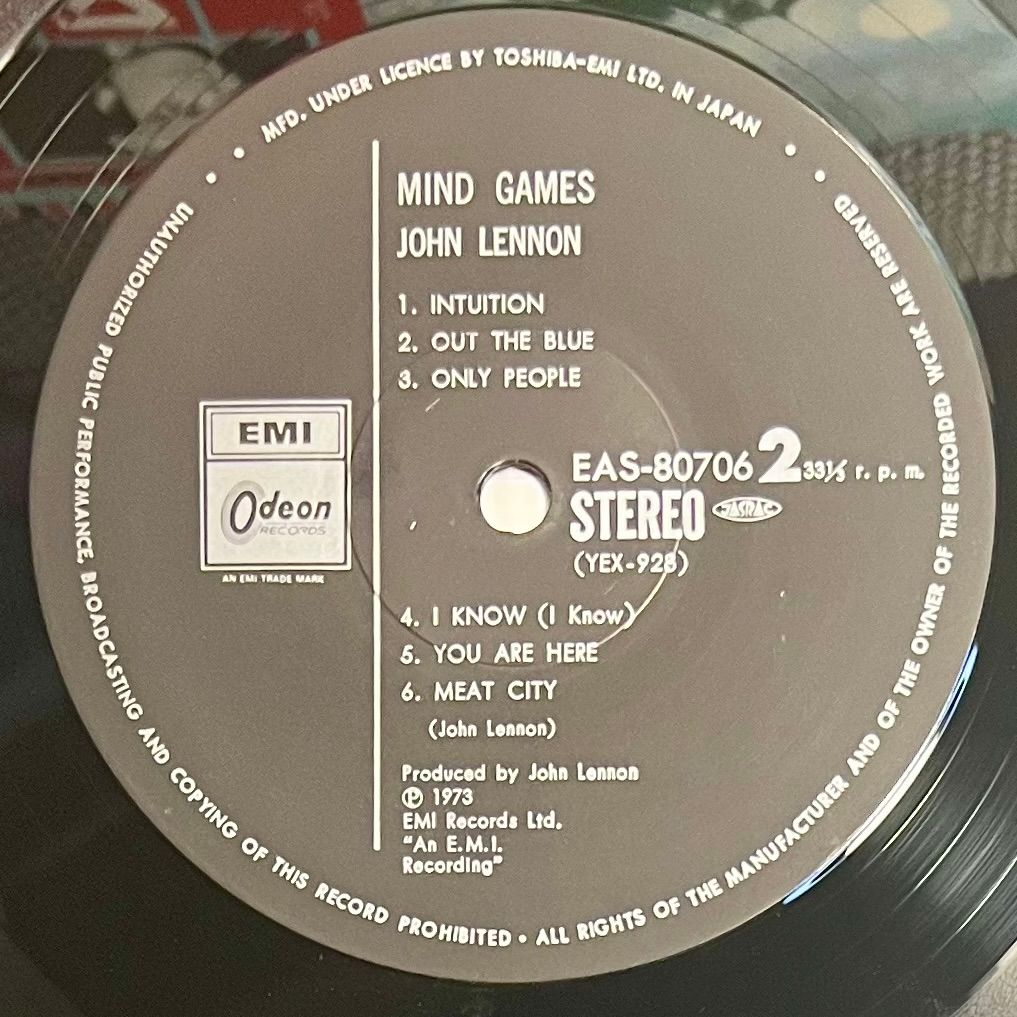 MFD. UNDER LICENCE BY TOSHIBA-EMI LTD. IN JAPAN
MIND GAMES
JOHN LENNON
1. INTUITION
2. OUT THE BLUE
3. ONLY PEOPLE
EMI
Odeon
RECORDS
AN EMI TRADE MARK
EAS-80706 2 33⅓ r. p. m.
STEREO JASRAC
(YEX-928)
4. I KNOW (I Know)
5. YOU ARE HERE
6. MEAT CITY
(John Lennon)
Produced by John Lennon
℗ 1973
EMI Records Ltd.
"An E.M.I.
Recording"
UNAUTHORIZED PUBLIC PERFORMANCE, BROADCASTING AND COPYING OF THIS RECORD PROHIBITED • ALL RIGHTS OF THE MANUFACTURER AND OF THE OWNER OF THE RECORDED WORK ARE RESERVED